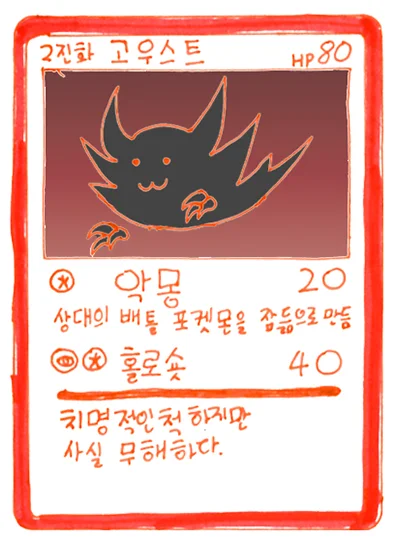 2진화 고우스트 HP 80
악몽 20
상대의 배틀 포켓몬을 잠듦으로 만듦
홀로숏 40
치명적인 척 하지만
사실 무해하다.